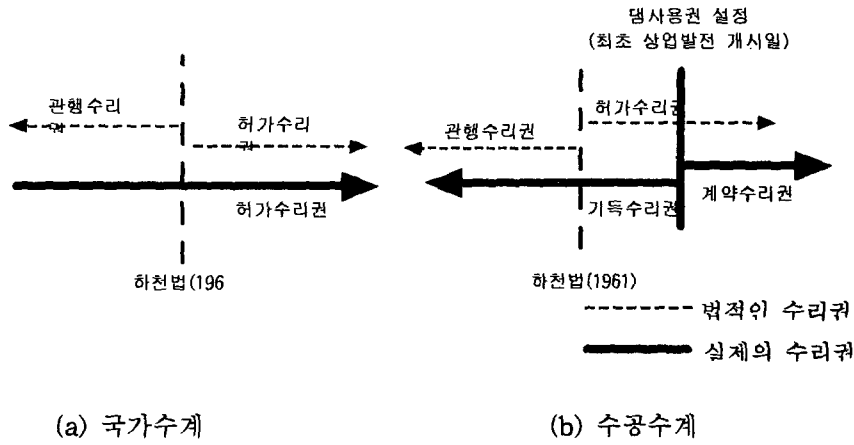 댐사용권 설정
(최초 상업발전 개시일)
관행수리
허가수리
허가수리권
하천법(196
허가수리권
관행수리권
계약수리권
기득수리권
하천법(1961)
법적인 수리권
실제의 수리권
(a) 국가수계
(b) 수공수계